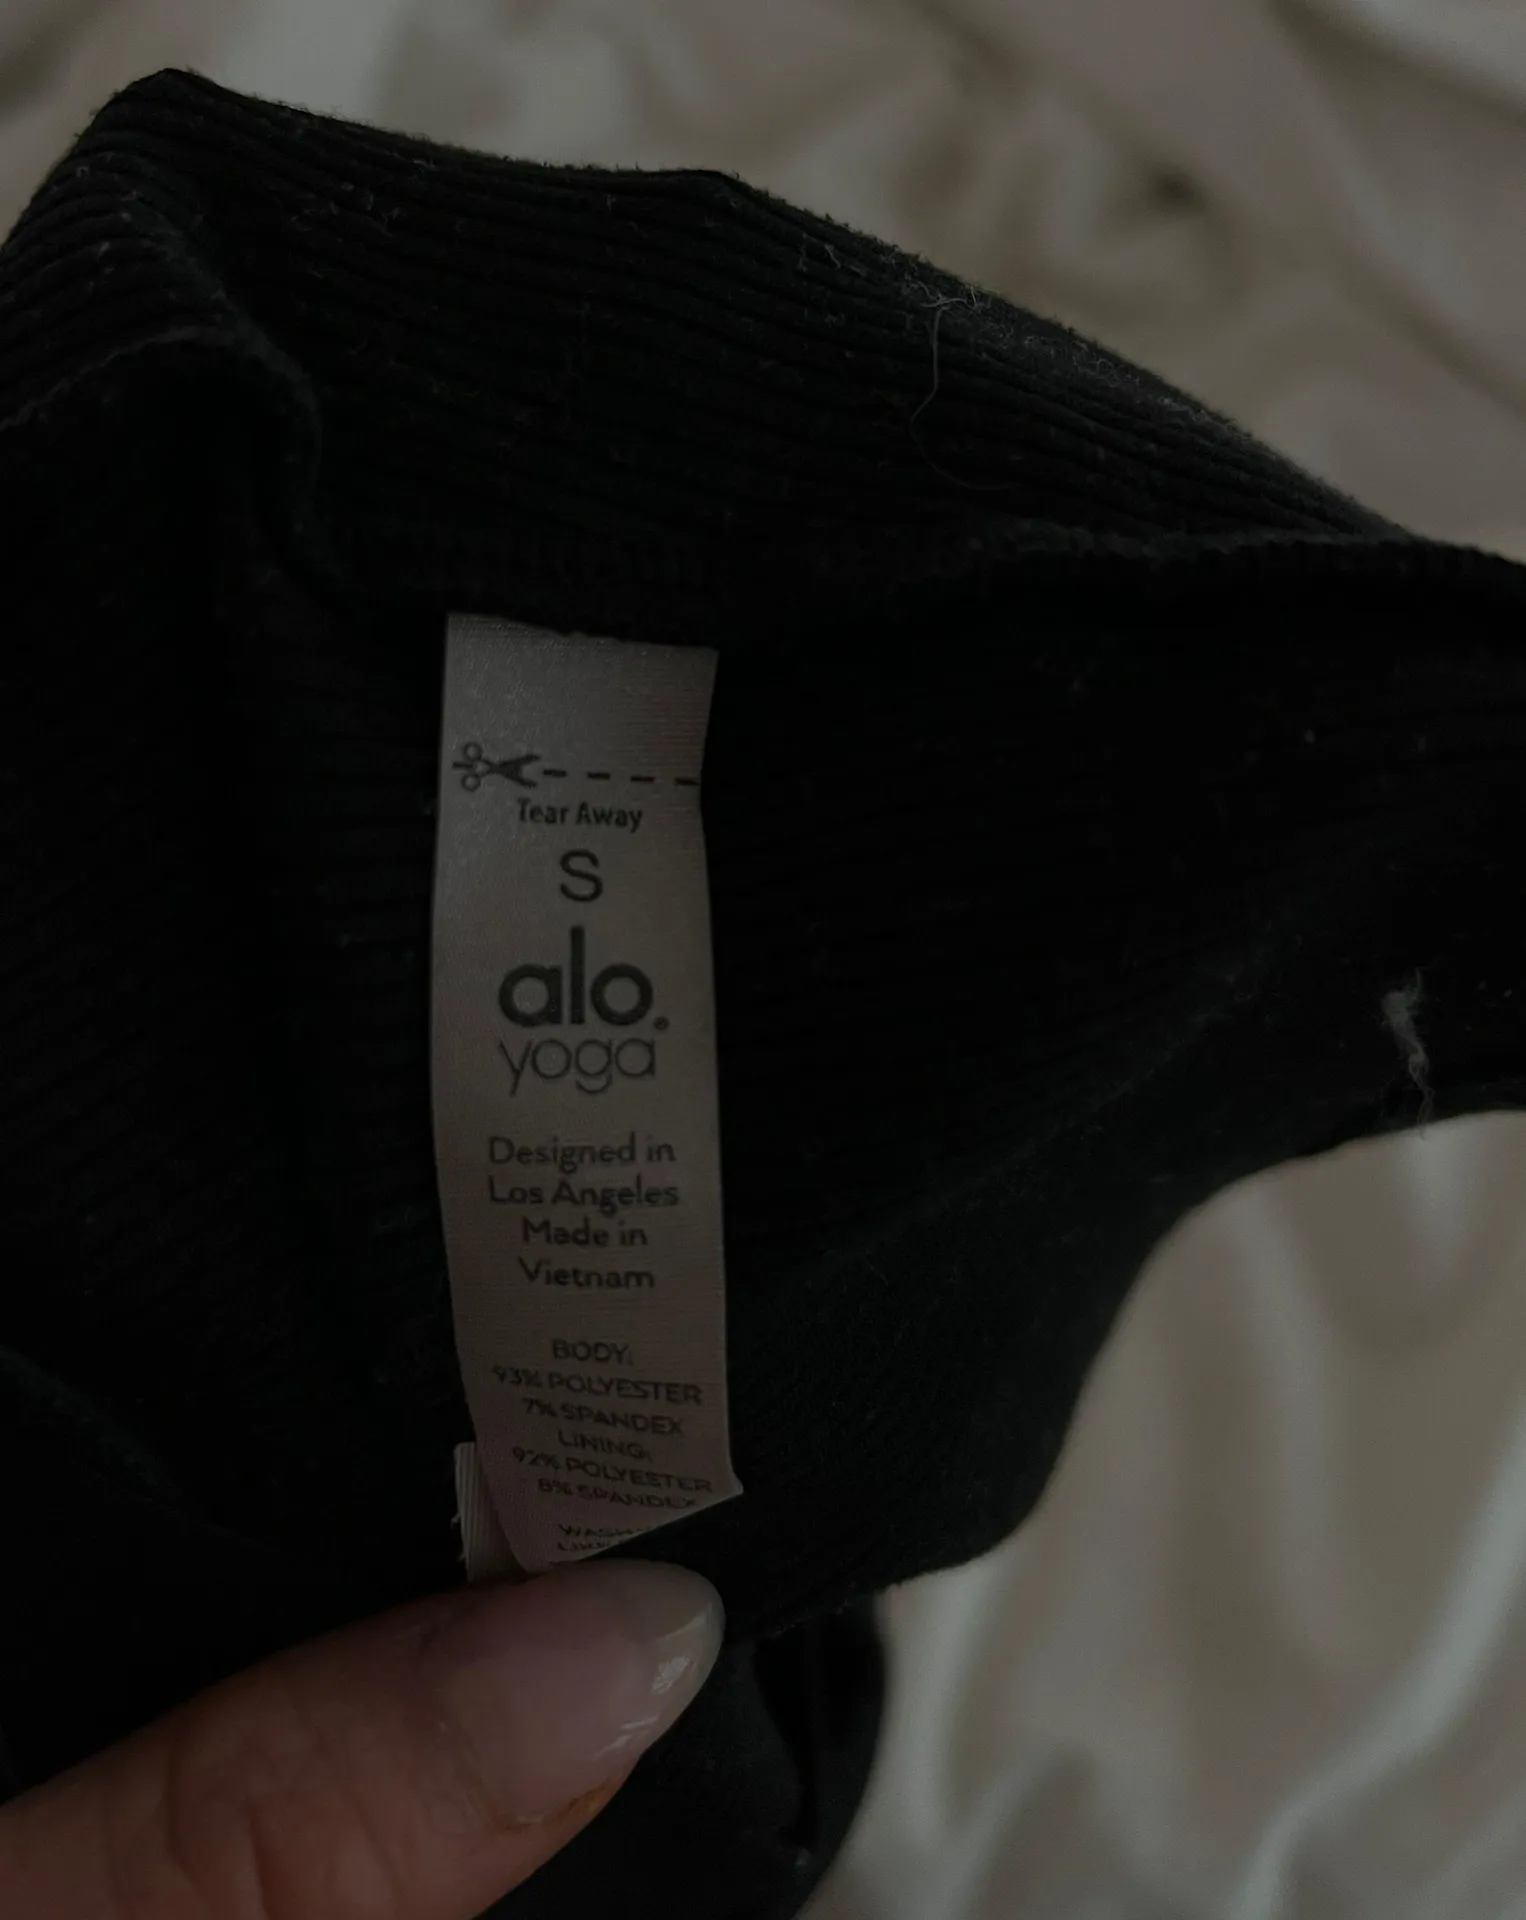 Tear Away
S
alo.
yoga
Designed in
Los Angeles
Made in
Vietnam
BODY:
93% POLYESTER
7% SPANDEX
LINING:
92% POLYESTER
8% SPANDEX